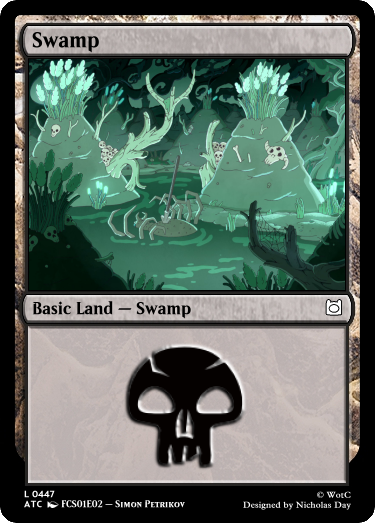 Swamp
Basic Land — Swamp
L 0447
ATC FCS01E02 – Simon Petrikov
© WotC
Designed by Nicholas Day